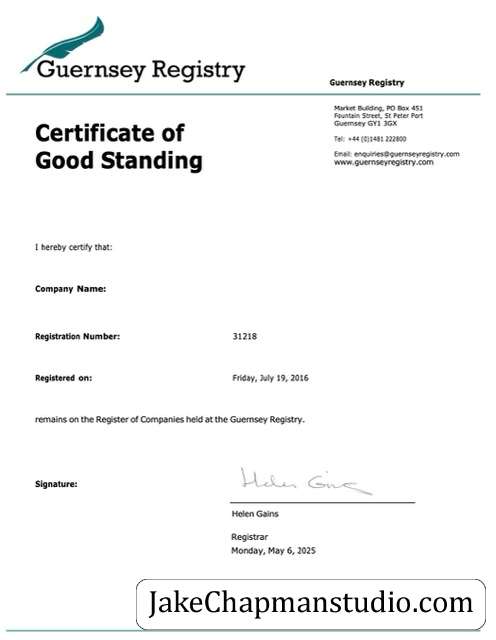 Guernsey Registry
Guernsey Registry
Market Building, PO Box 451
Fountain Street, St Peter Port
Guernsey GY1 3GX
Tel: +44 (0)1481 222800
Email: enquiries@guernseyregistry.com
www.guernseyregistry.com
Certificate of
Good Standing
I hereby certify that:
Company Name:
Registration Number: 31218
Registered on: Friday, July 19, 2016
remains on the Register of Companies held at the Guernsey Registry.
Signature: Helen Gains
Helen Gains
Registrar
Monday, May 6, 2025
JakeChapmanstudio.com